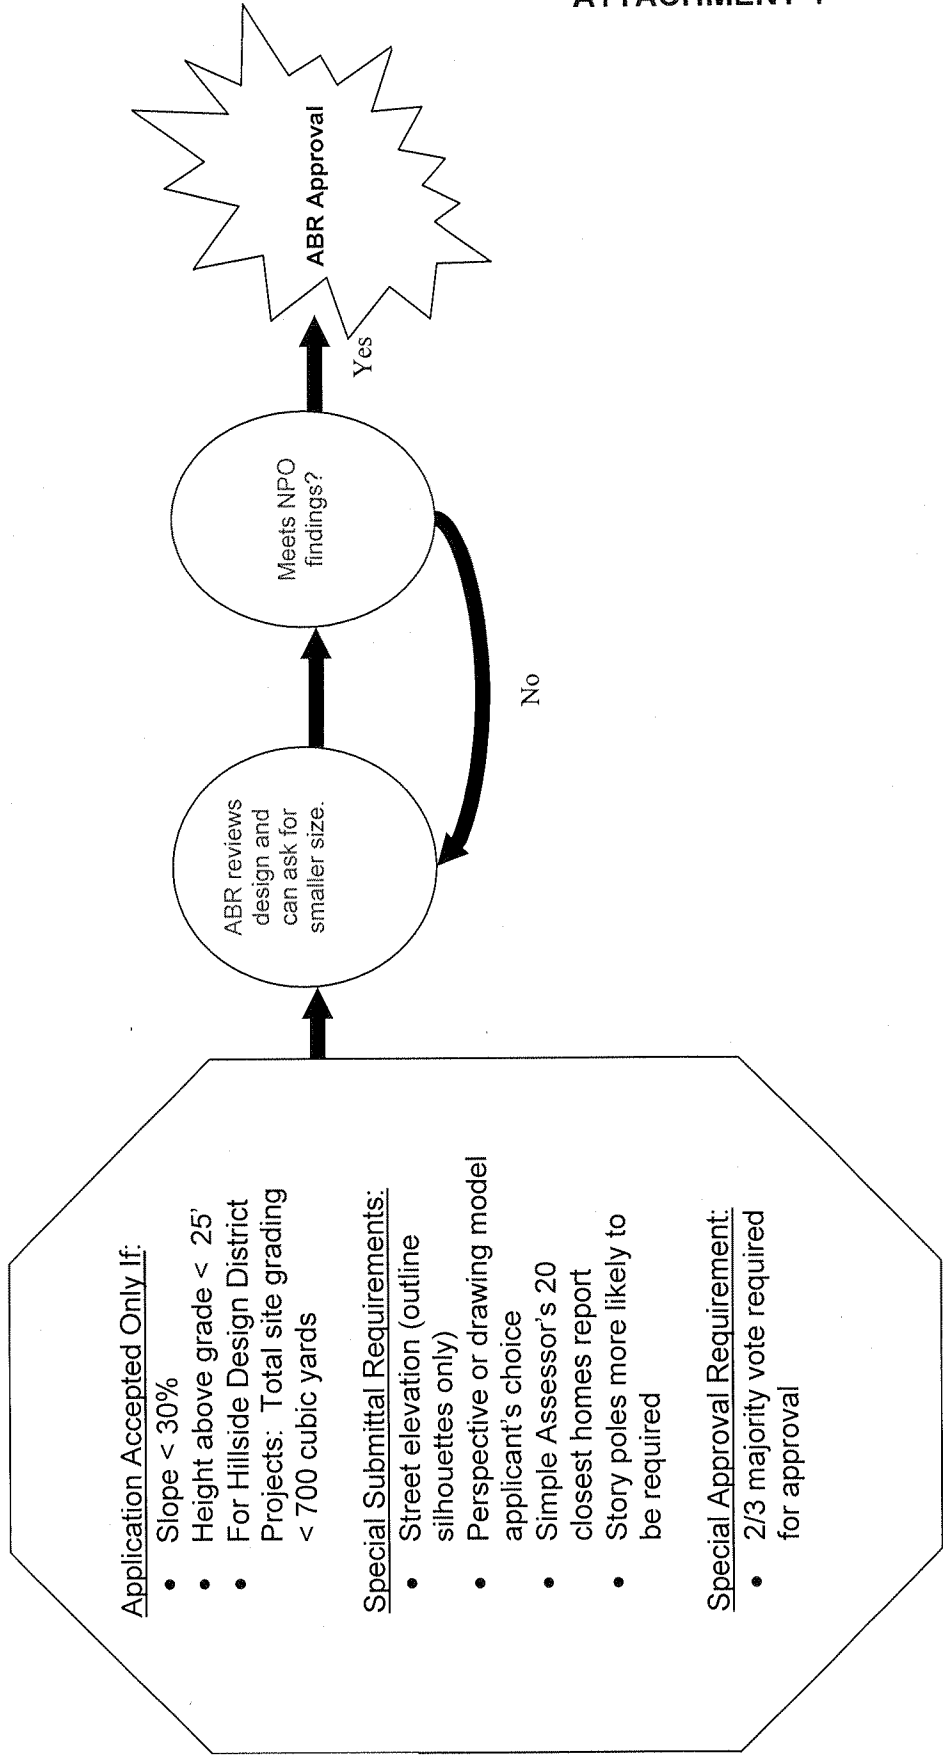 Application Accepted Only If:
• Slope < 30%
• Height above grade < 25'
• For Hillside Design District
Projects: Total site grading
< 700 cubic yards
Special Submittal Requirements:
• Street elevation (outline
silhouettes only)
• Perspective or drawing model
applicant's choice
• Simple Assessor's 20
closest homes report
• Story poles more likely to
be required
Special Approval Requirement:
• 2/3 majority vote required
for approval
ABR reviews
design and
can ask for
smaller size.
Meets NPO
findings?
No
Yes
ABR Approval
ATTACHMENT